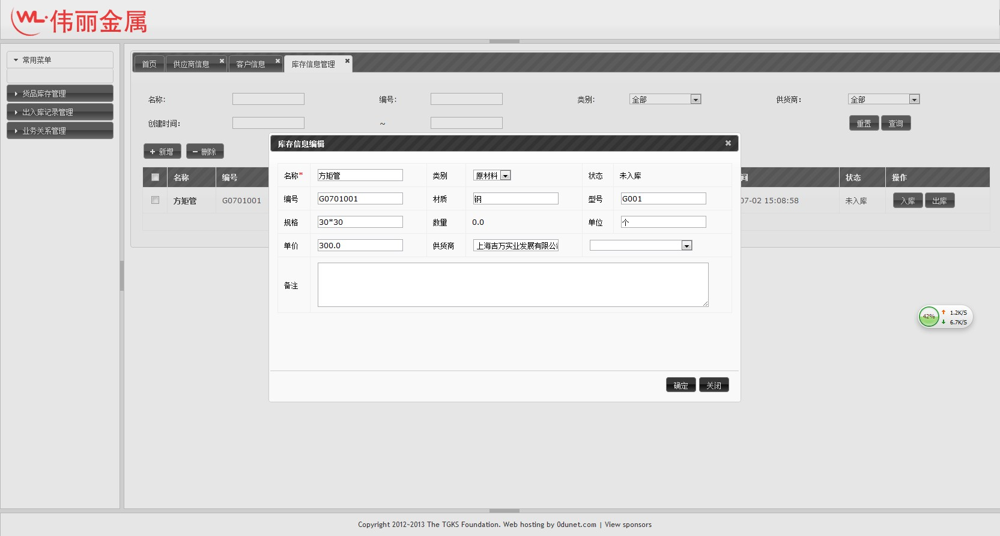 WL·伟丽金属
常用菜单
货品库存管理
出入库记录管理
业务关系管理
首页 供应商信息 客户信息 库存信息管理
名称： 编号： 类别： 全部 供货商： 全部
创建时间： ~ 重置 查询
+ 新增 − 删除
名称 编号 间 状态 操作
方矩管 G0701001 07-02 15:08:58 未入库 入库 出库
库存信息编辑
名称* 方矩管 类别 原材料 状态 未入库
编号 G0701001 材质 钢 型号 G001
规格 30*30 数量 0.0 单位 个
单价 300.0 供货商 上海吉万实业发展有限公
备注
确定 关闭
42% 1.2K/S
6.7K/S
Copyright 2012~2013 The TGKS Foundation. Web hosting by 0dunet.com | View sponsors